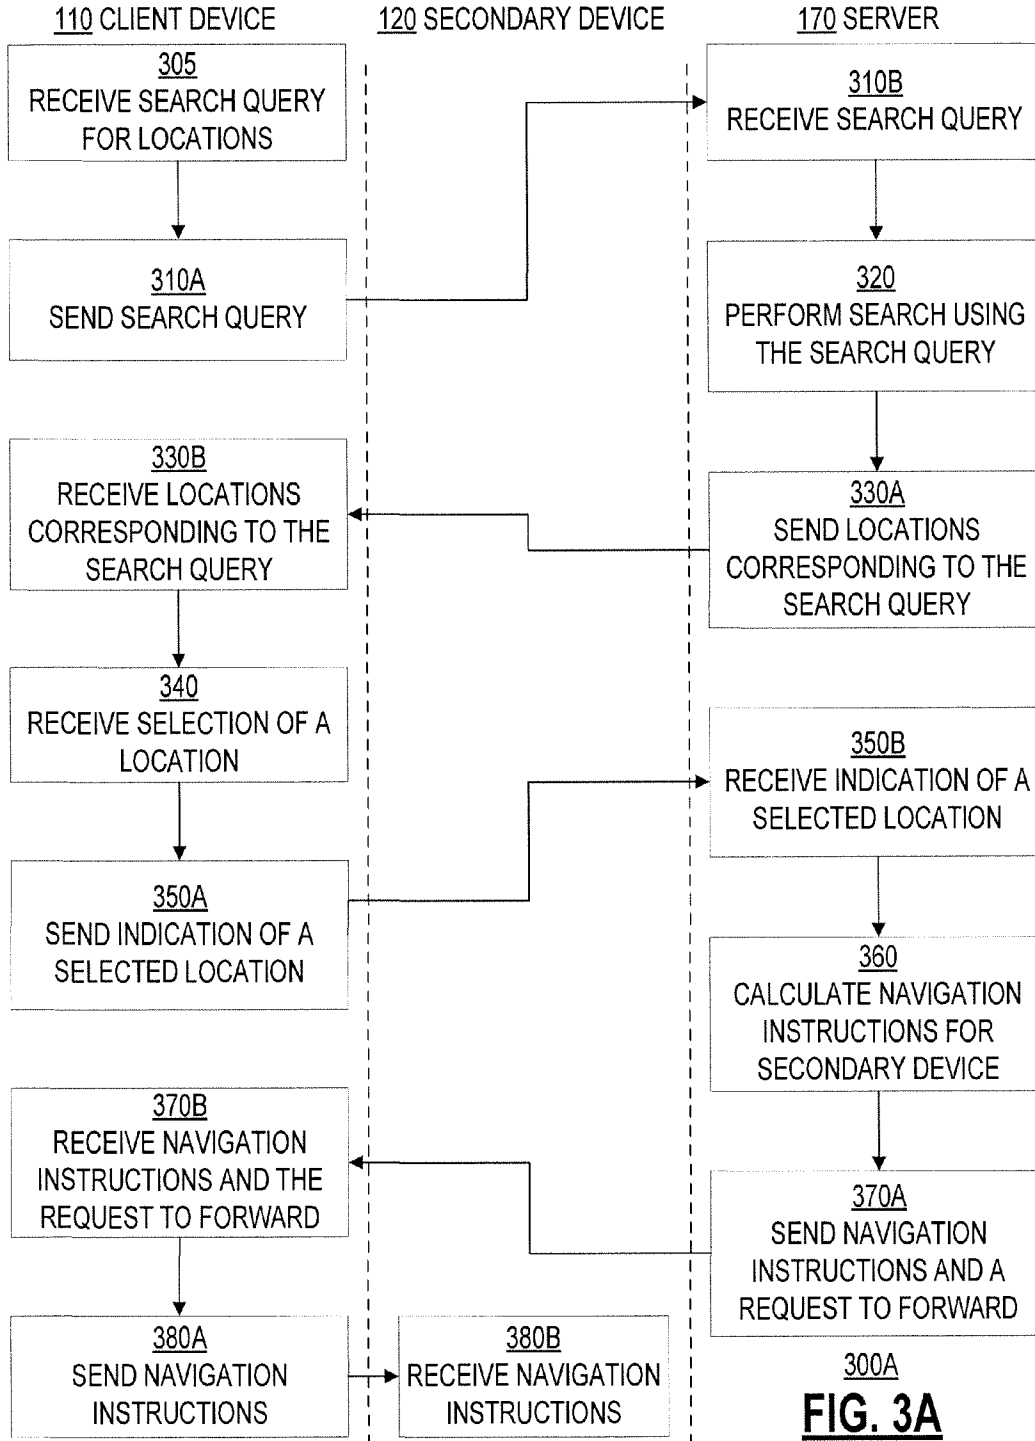 110 CLIENT DEVICE
120 SECONDARY DEVICE
170 SERVER
305
RECEIVE SEARCH QUERY
FOR LOCATIONS
310B
RECEIVE SEARCH QUERY
310A
SEND SEARCH QUERY
320
PERFORM SEARCH USING
THE SEARCH QUERY
330B
RECEIVE LOCATIONS
CORRESPONDING TO THE
SEARCH QUERY
330A
SEND LOCATIONS
CORRESPONDING TO THE
SEARCH QUERY
340
RECEIVE SELECTION OF A
LOCATION
350B
RECEIVE INDICATION OF A
SELECTED LOCATION
350A
SEND INDICATION OF A
SELECTED LOCATION
360
CALCULATE NAVIGATION
INSTRUCTIONS FOR
SECONDARY DEVICE
370B
RECEIVE NAVIGATION
INSTRUCTIONS AND THE
REQUEST TO FORWARD
370A
SEND NAVIGATION
INSTRUCTIONS AND A
REQUEST TO FORWARD
380A
SEND NAVIGATION
INSTRUCTIONS
380B
RECEIVE NAVIGATION
INSTRUCTIONS
300A
FIG. 3A